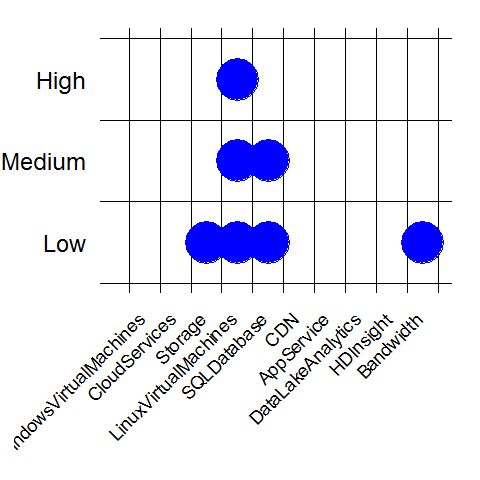 High
Medium
Low
ndowsVirtualMachines
CloudServices
Storage
LinuxVirtualMachines
SQLDatabase
CDN
AppService
DataLakeAnalytics
HDInsight
Bandwidth